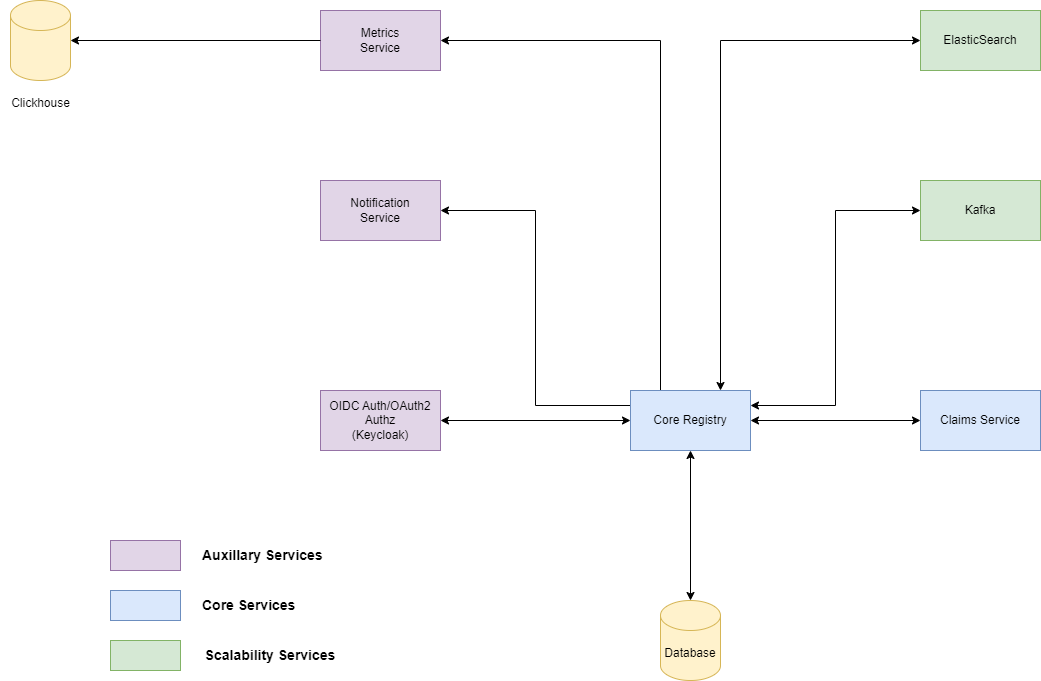 Metrics
Service
ElasticSearch
Clickhouse
Notification
Service
Kafka
OIDC Auth/OAuth2
Authz
(Keycloak)
Core Registry
Claims Service
Auxillary Services
Core Services
Scalability Services
Database